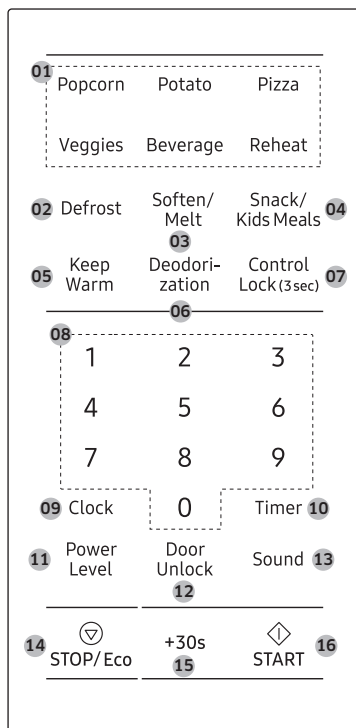 01
Popcorn Potato Pizza
Veggies Beverage Reheat
02 Defrost Soften/ Snack/ 04
Melt Kids Meals
03
05 Keep Deodori- Control 07
Warm zation Lock (3 sec)
06
08
1 2 3
4 5 6
7 8 9
09 Clock 0 Timer 10
11 Power Door Sound 13
Level Unlock
12
14 STOP/Eco +30s START 16
15